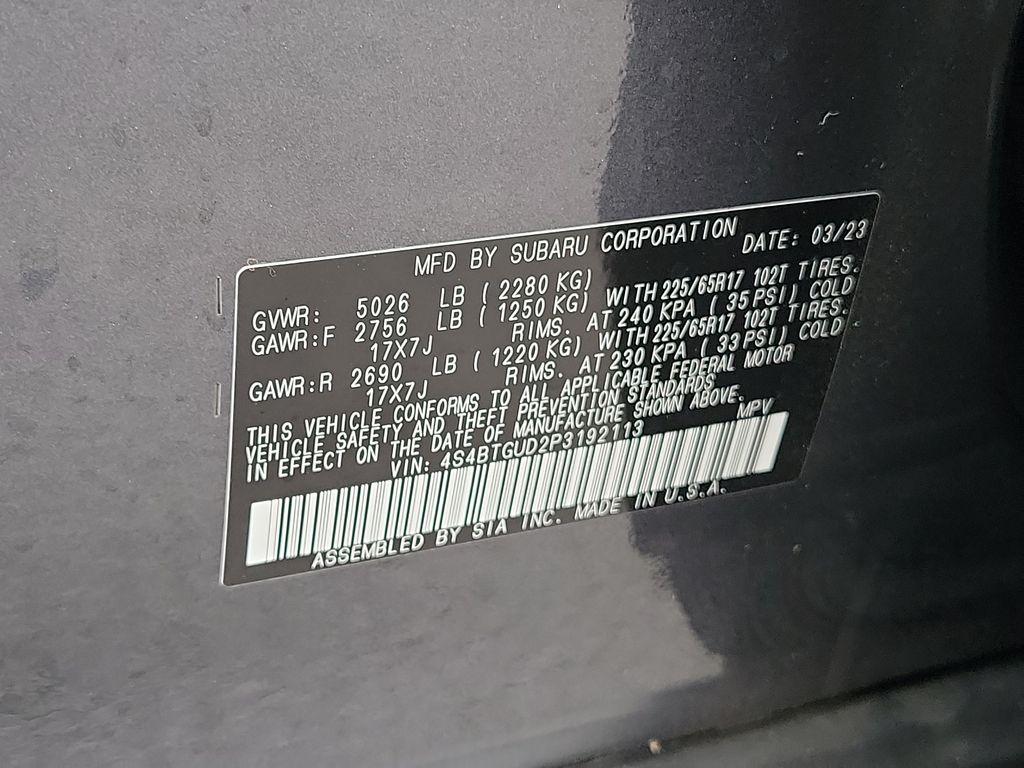 MFD BY SUBARU CORPORATION DATE: 03/23
GVWR: 5026 LB ( 2280 KG)
GAWR:F 2756 LB ( 1250 KG) WITH 225/65R17 102T TIRES.
17X7J RIMS. AT 240 KPA ( 35 PSI) COLD
GAWR:R 2690 LB ( 1220 KG) WITH 225/65R17 102T TIRES.
17X7J RIMS. AT 230 KPA ( 33 PSI) COLD
THIS VEHICLE CONFORMS TO ALL APPLICABLE FEDERAL MOTOR
VEHICLE SAFETY AND THEFT PREVENTION STANDARDS
IN EFFECT ON THE DATE OF MANUFACTURE SHOWN ABOVE.
VIN: 4S4BTGUD2P3192113 MPV
ASSEMBLED BY SIA INC. MADE IN U.S.A.